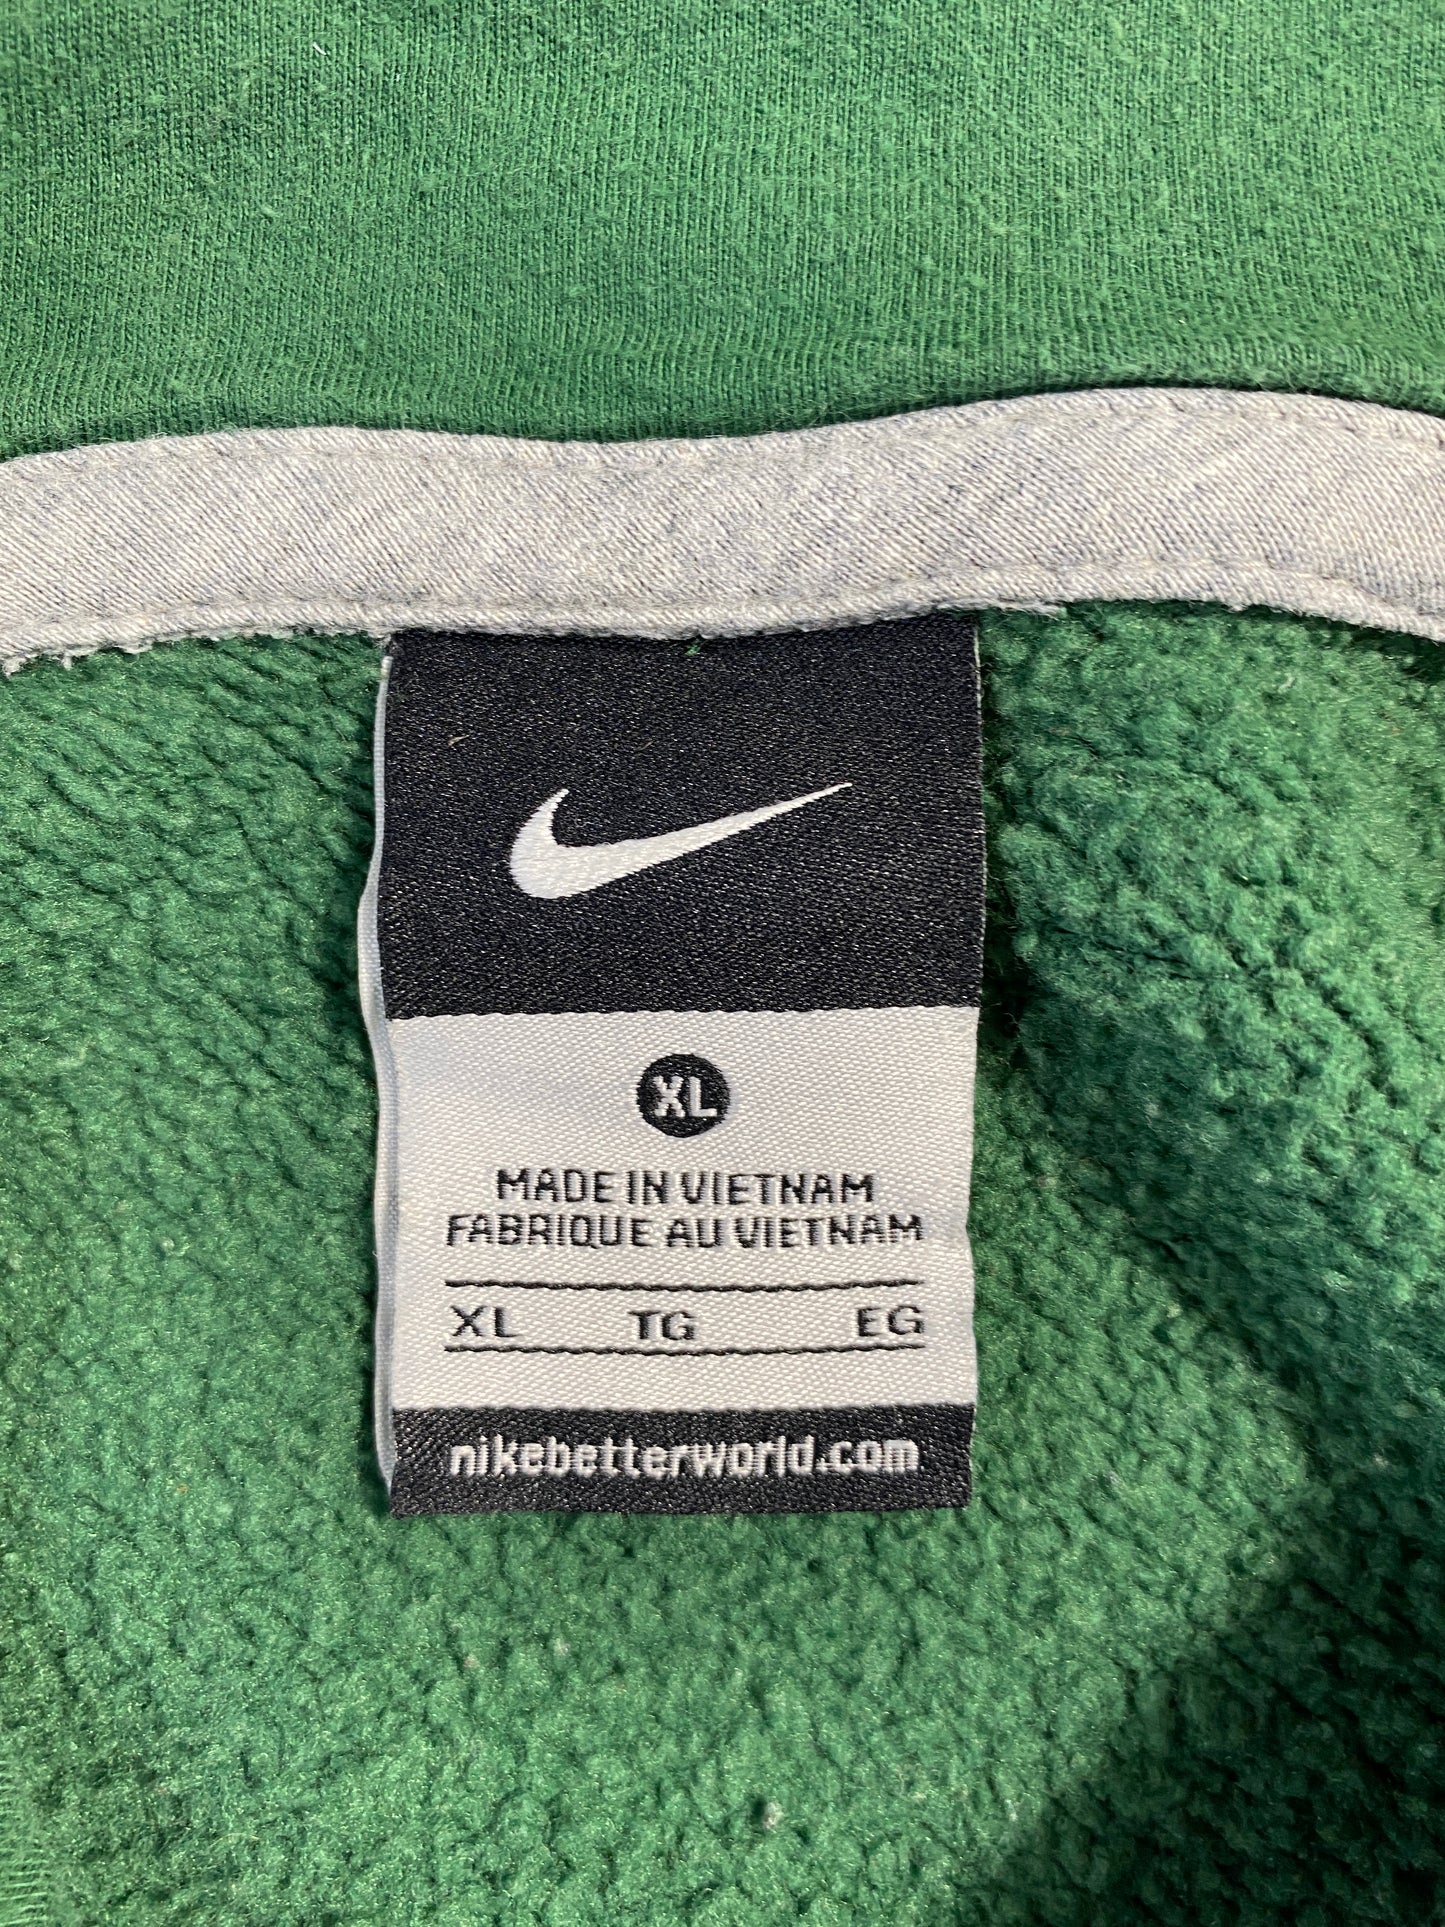 XL
MADE IN VIETNAM
FABRIQUE AU VIETNAM
XL TG EG
nikebetterworld.com